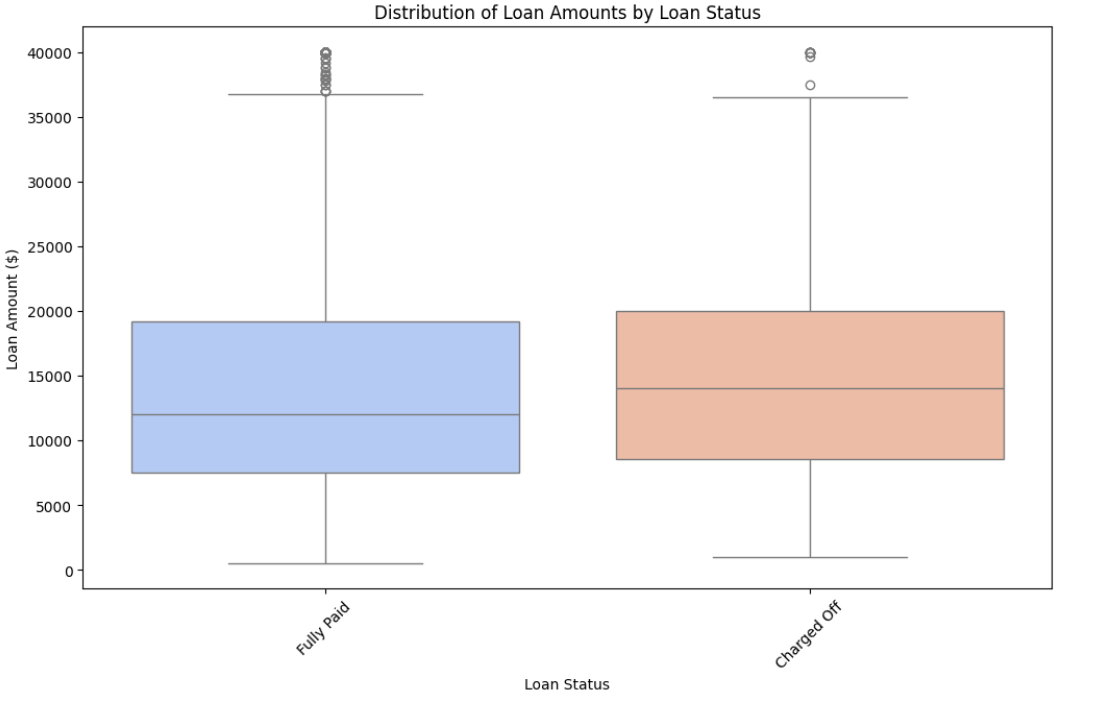 Distribution of Loan Amounts by Loan Status
Loan Amount ($)
40000
35000
30000
25000
20000
15000
10000
5000
0
Fully Paid
Charged Off
Loan Status